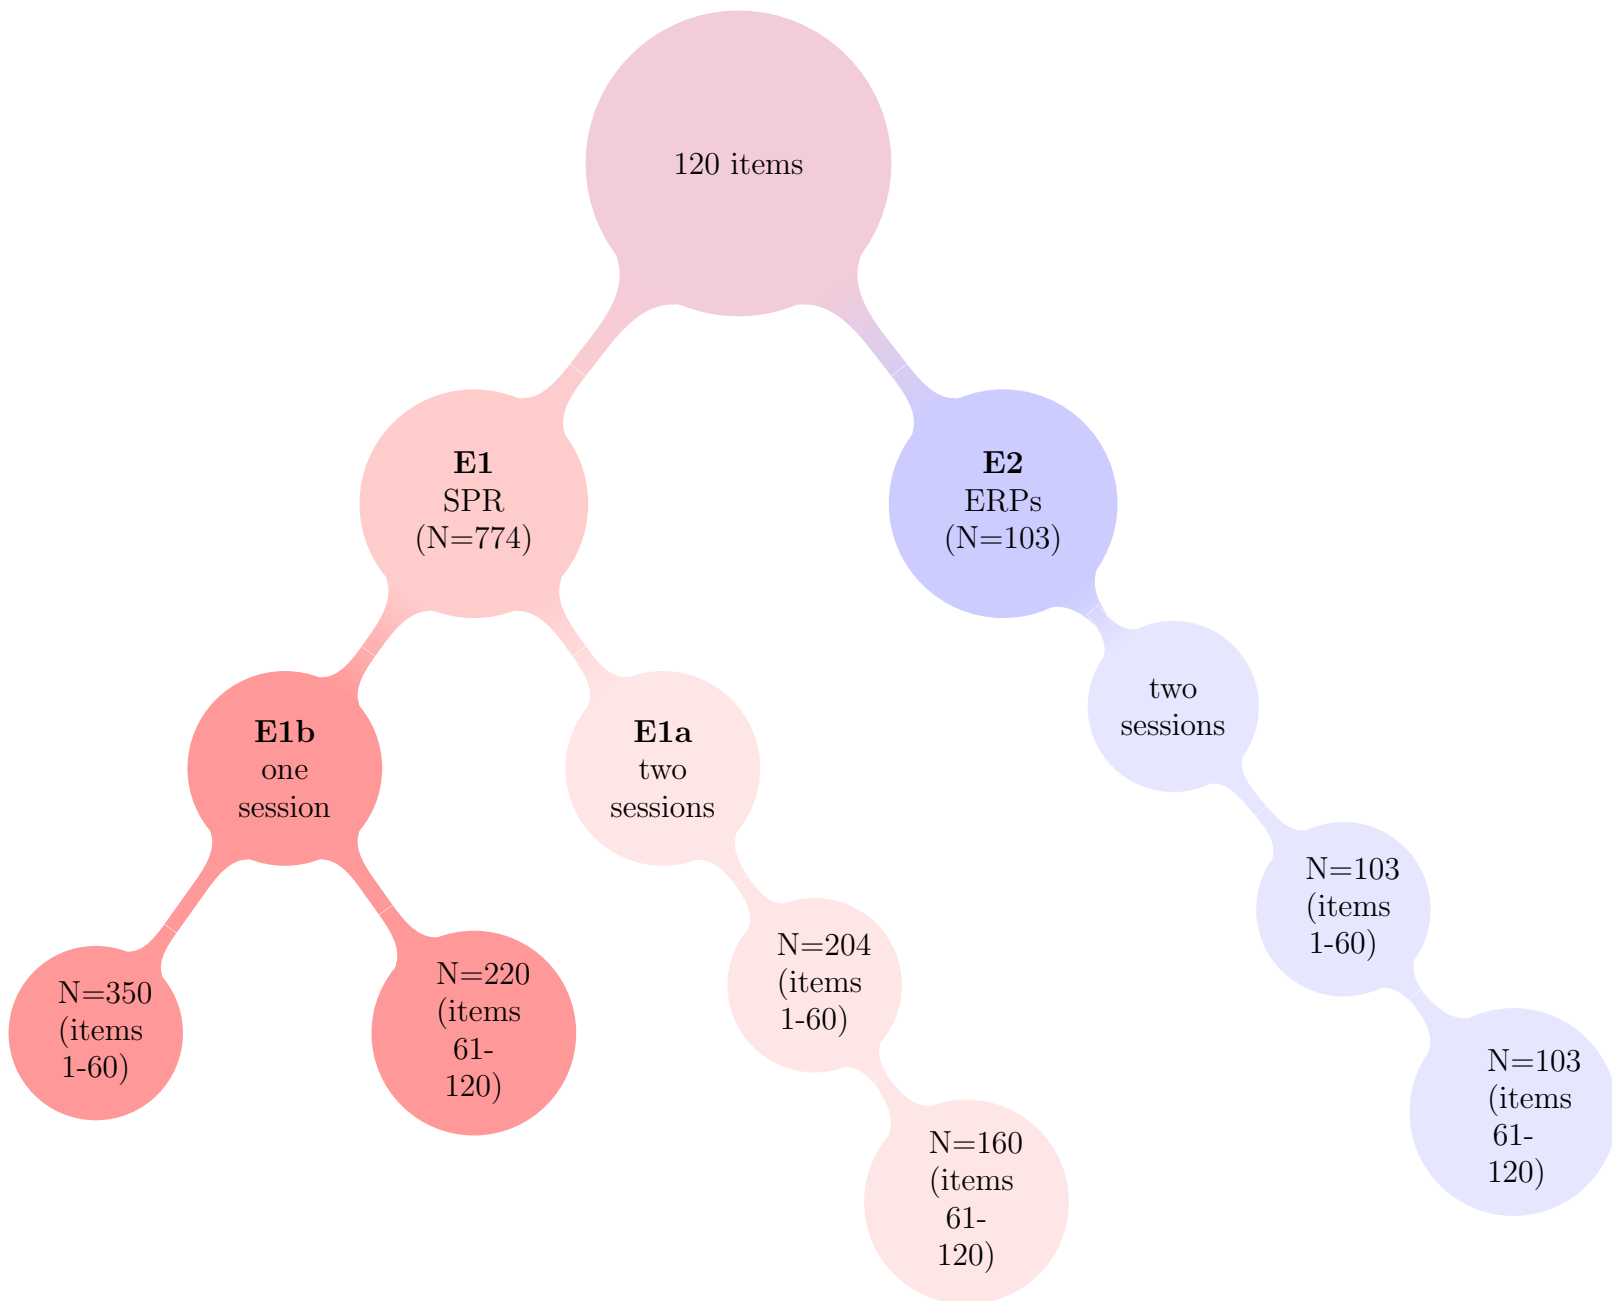 120 items
E1
SPR
(N=774)
E2
ERPs
(N=103)
E1b
one
session
E1a
two
sessions
two
sessions
N=350
(items
1-60)
N=220
(items
61-
120)
N=204
(items
1-60)
N=160
(items
61-
120)
N=103
(items
1-60)
N=103
(items
61-
120)